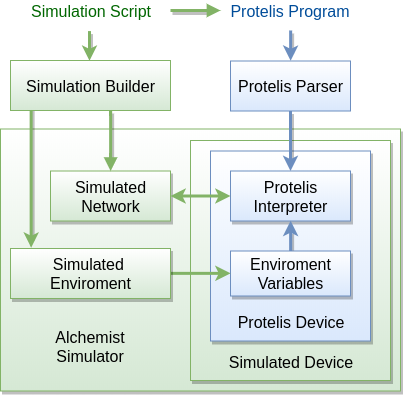 Simulation Script
Protelis Program
Simulation Builder
Protelis Parser
Simulated
Network
Protelis
Interpreter
Simulated
Enviroment
Enviroment
Variables
Protelis Device
Alchemist
Simulator
Simulated Device